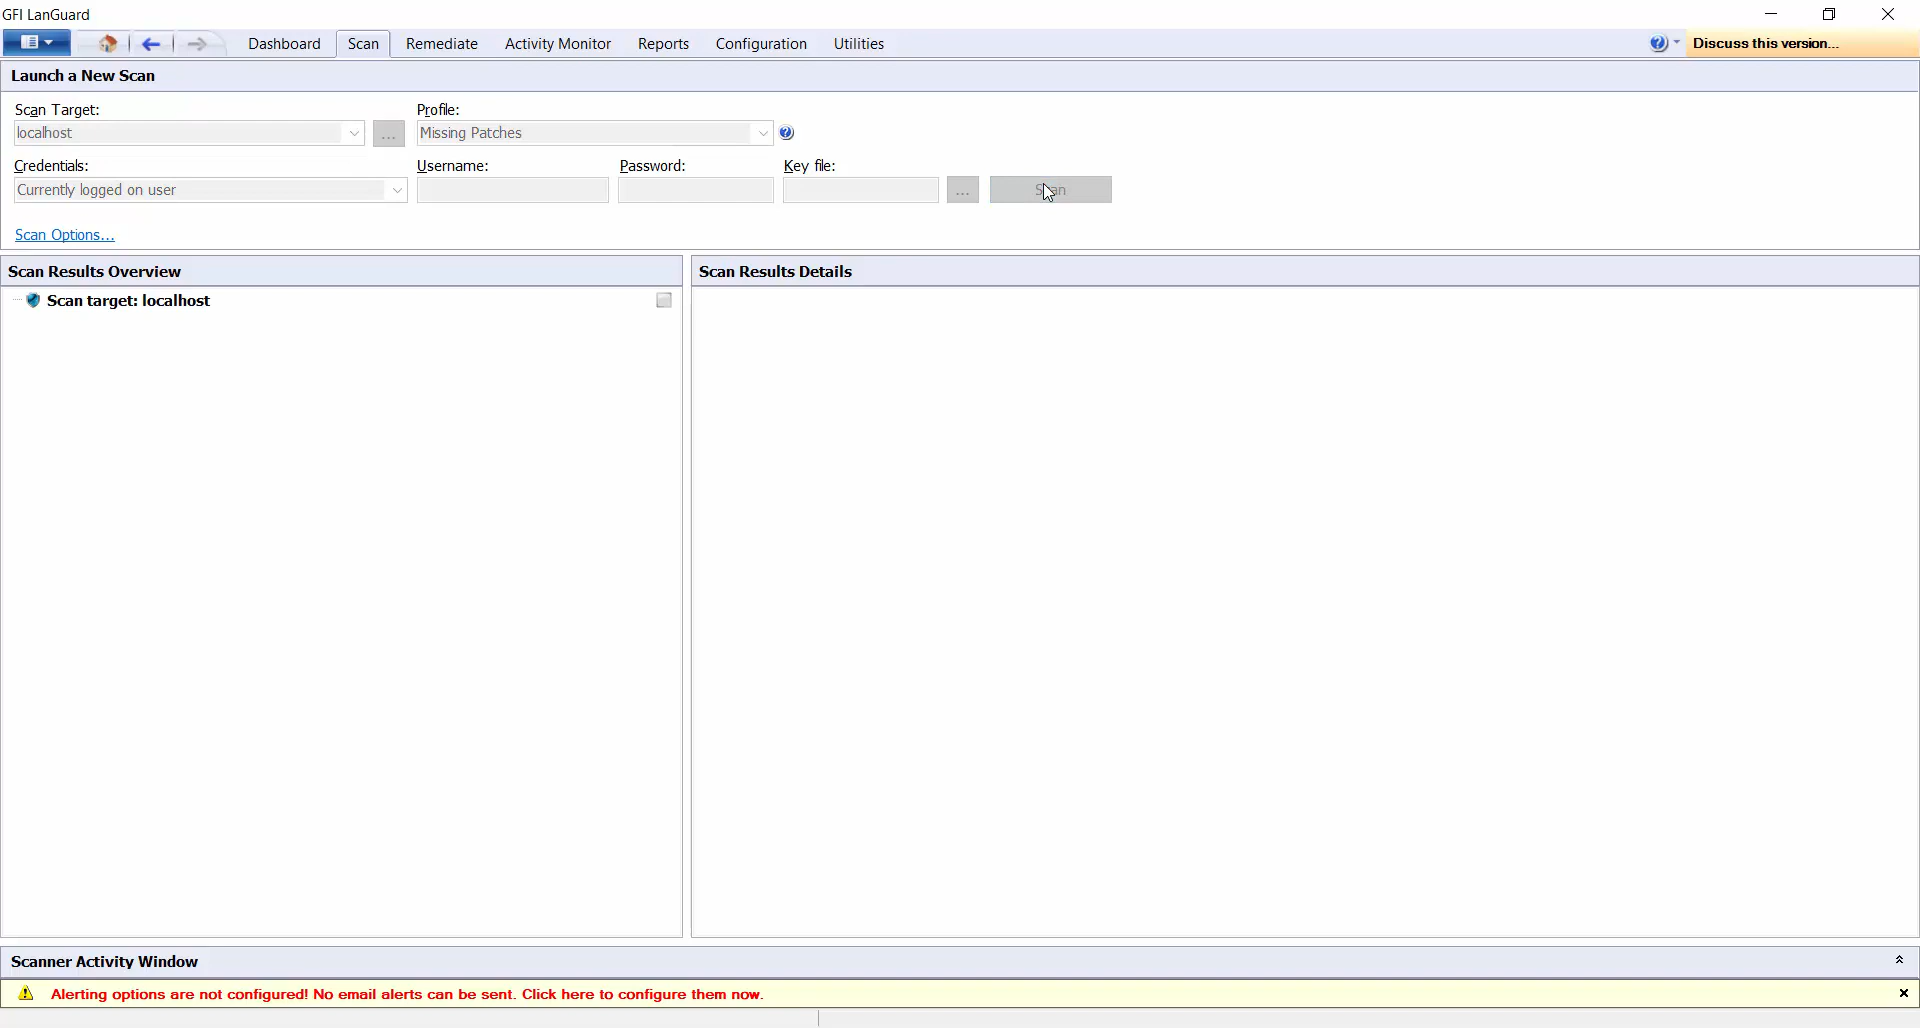 GFI LanGuard
Dashboard Scan Remediate Activity Monitor Reports Configuration Utilities Discuss this version...
Launch a New Scan
Scan Target: Profile:
localhost ... Missing Patches
Credentials: Username: Password: Key file:
Currently logged on user ... Scan
Scan Options...
Scan Results Overview Scan Results Details
Scan target: localhost
Scanner Activity Window
Alerting options are not configured! No email alerts can be sent. Click here to configure them now.